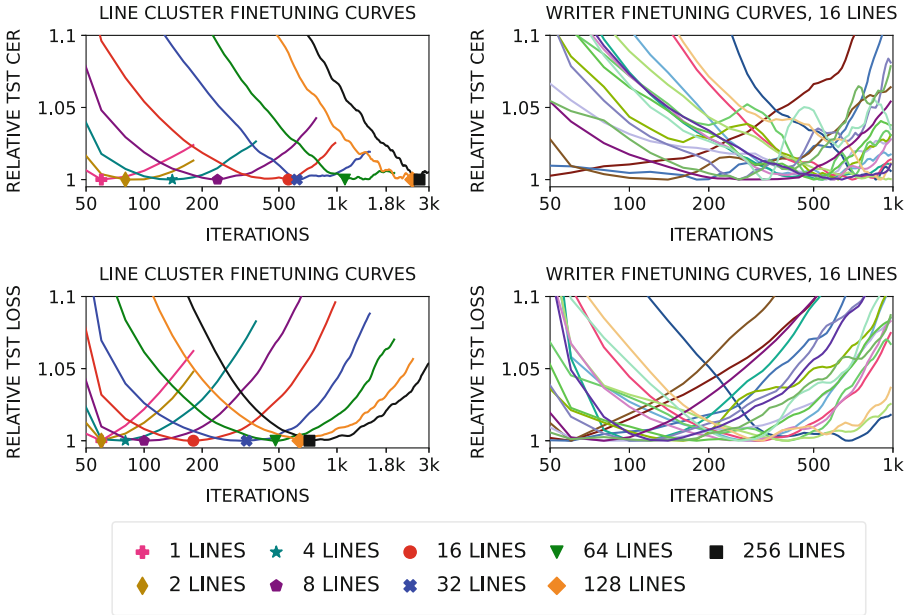 LINE CLUSTER FINETUNING CURVES
RELATIVE TST CER
1.1
1.05
1
50 100 200 500 1k 1.8k 3k
ITERATIONS
WRITER FINETUNING CURVES, 16 LINES
RELATIVE TST CER
1.1
1.05
1
50 100 200 500 1k
ITERATIONS
LINE CLUSTER FINETUNING CURVES
RELATIVE TST LOSS
1.1
1.05
1
50 100 200 500 1k 1.8k 3k
ITERATIONS
WRITER FINETUNING CURVES, 16 LINES
RELATIVE TST LOSS
1.1
1.05
1
50 100 200 500 1k
ITERATIONS
1 LINES 4 LINES 16 LINES 64 LINES 256 LINES
2 LINES 8 LINES 32 LINES 128 LINES